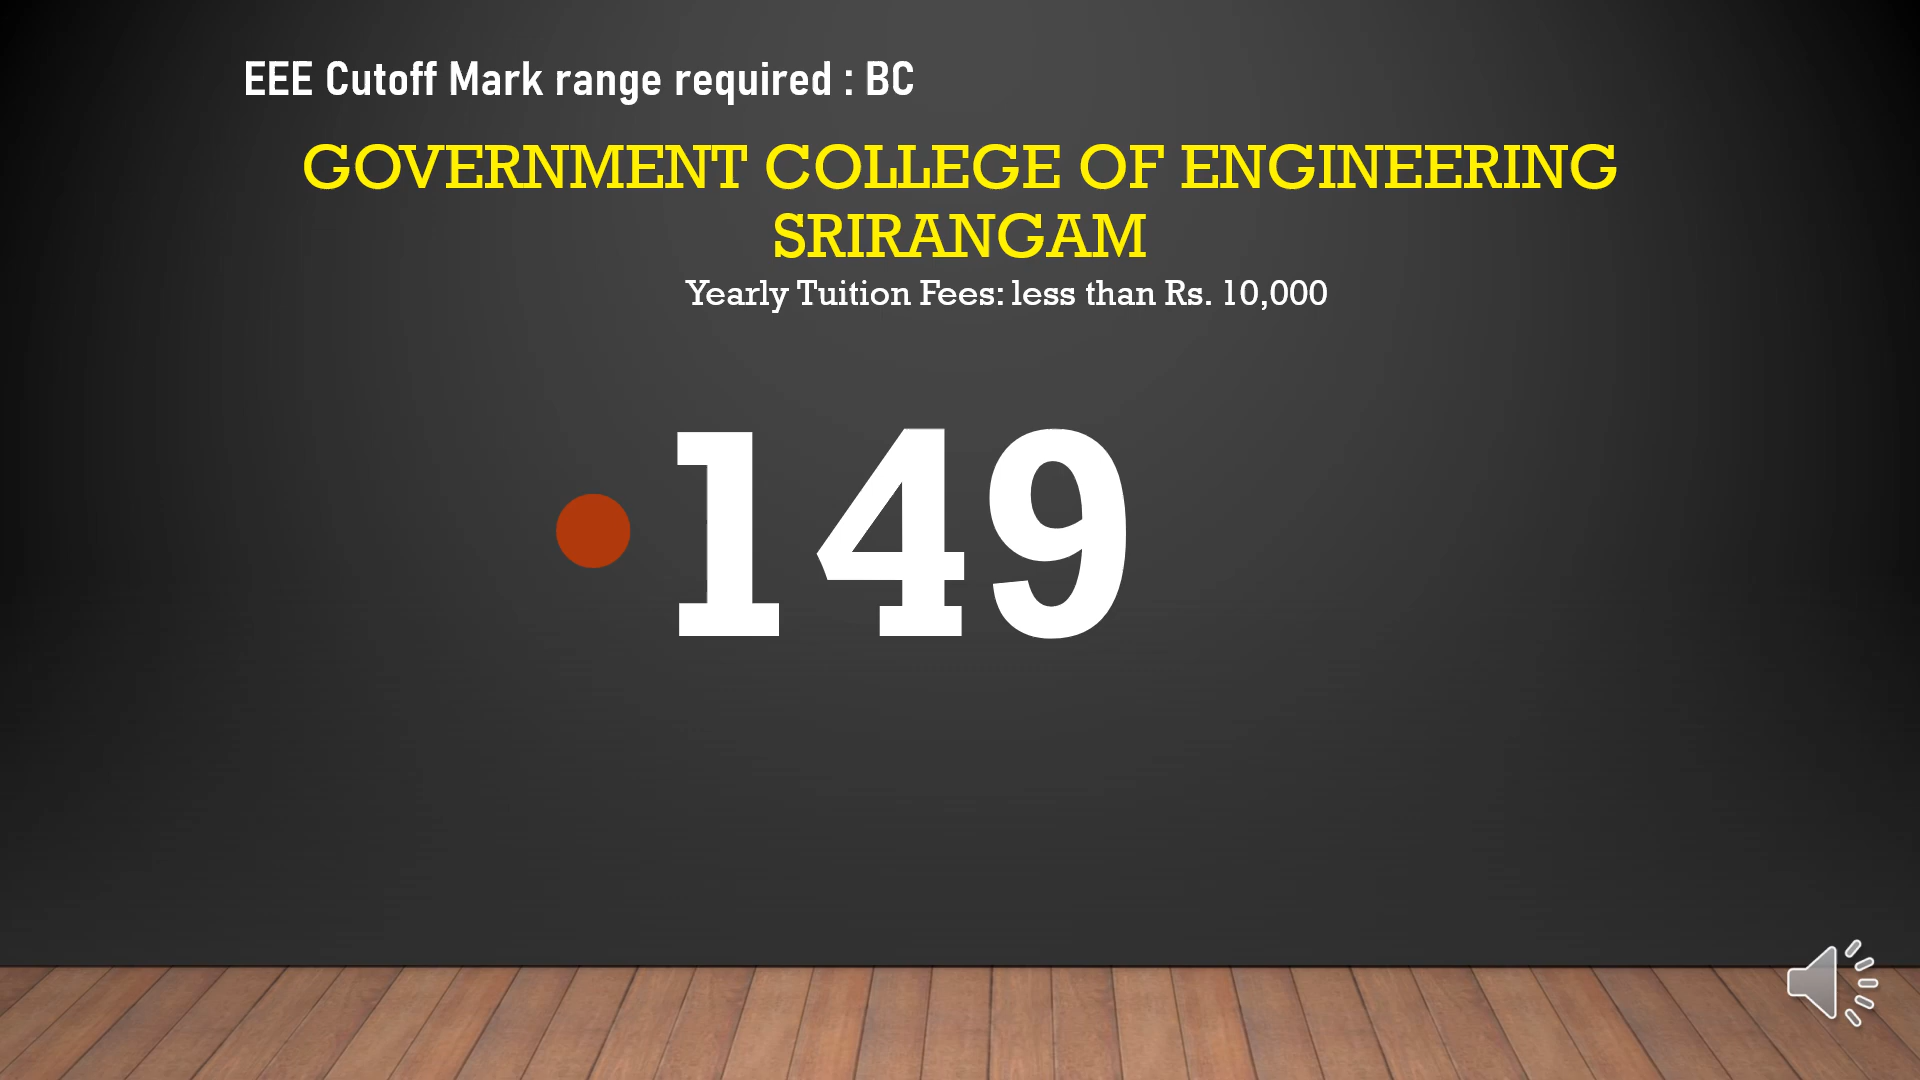 EEE Cutoff Mark range required : BC
GOVERNMENT COLLEGE OF ENGINEERING
SRIRANGAM
Yearly Tuition Fees: less than Rs. 10,000
149